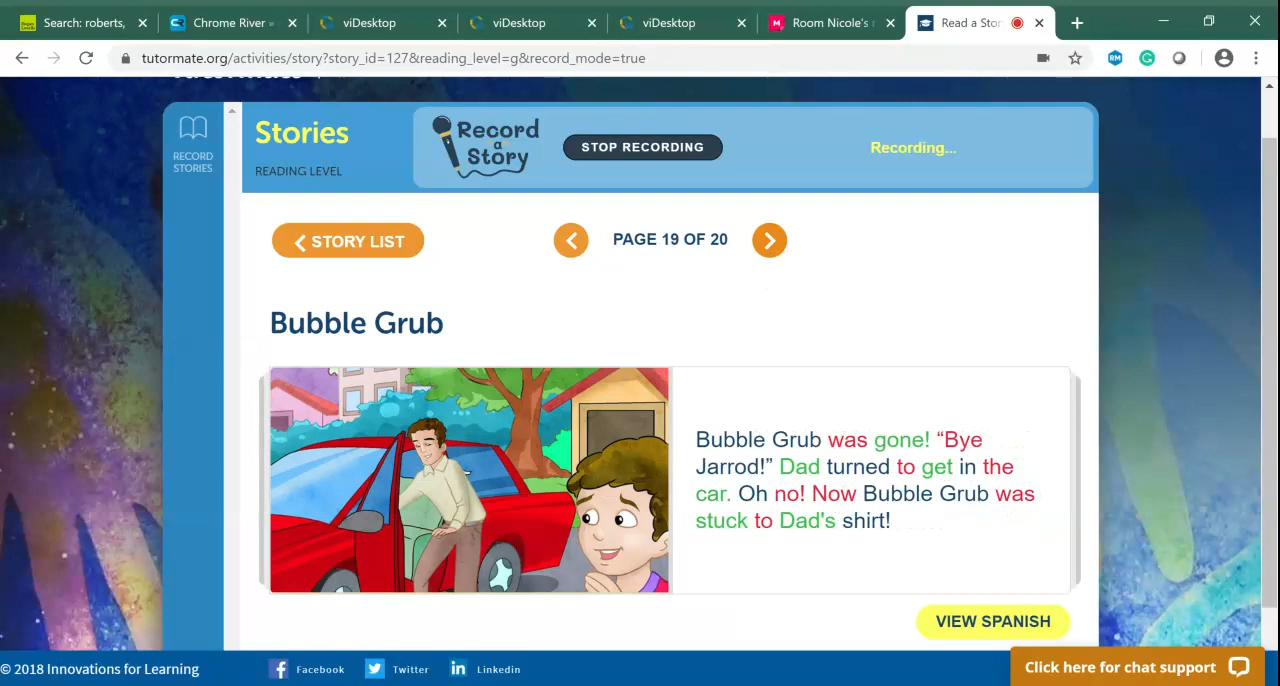 Search: roberts,
Chrome River »
viDesktop
viDesktop
viDesktop
Room Nicole's
Read a Stor
tutormate.org/activities/story?story_id=127&reading_level=g&record_mode=true
RECORD
STORIES
Stories
READING LEVEL
Record
a
Story
STOP RECORDING
Recording...
STORY LIST
PAGE 19 OF 20
Bubble Grub
Bubble Grub was gone! “Bye
Jarrod!” Dad turned to get in the
car. Oh no! Now Bubble Grub was
stuck to Dad's shirt!
VIEW SPANISH
© 2018 Innovations for Learning
Facebook
Twitter
Linkedin
Click here for chat support